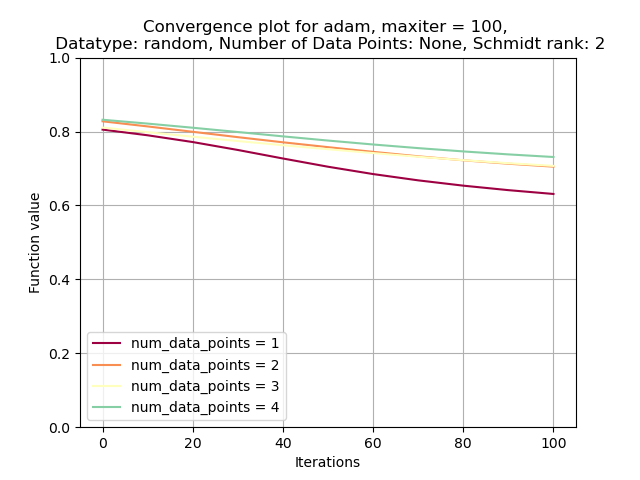 Convergence plot for adam, maxiter = 100,
Datatype: random, Number of Data Points: None, Schmidt rank: 2
1.0
0.8
0.6
0.4
0.2
0.0
Function value
num_data_points = 1
num_data_points = 2
num_data_points = 3
num_data_points = 4
0 20 40 60 80 100
Iterations